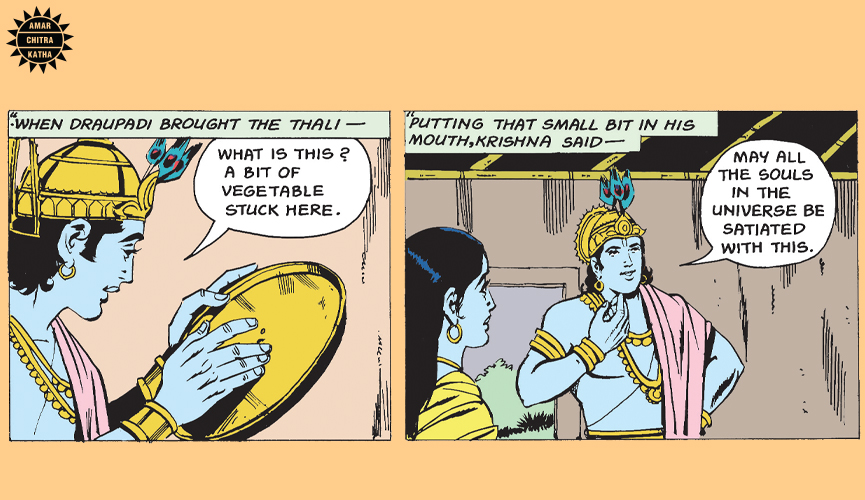 AMAR
CHITRA
KATHA
“WHEN DRAUPADI BROUGHT THE THALI —
WHAT IS THIS ?
A BIT OF
VEGETABLE
STUCK HERE.
“PUTTING THAT SMALL BIT IN HIS
MOUTH, KRISHNA SAID —
MAY ALL
THE SOULS
IN THE
UNIVERSE BE
SATIATED
WITH THIS.